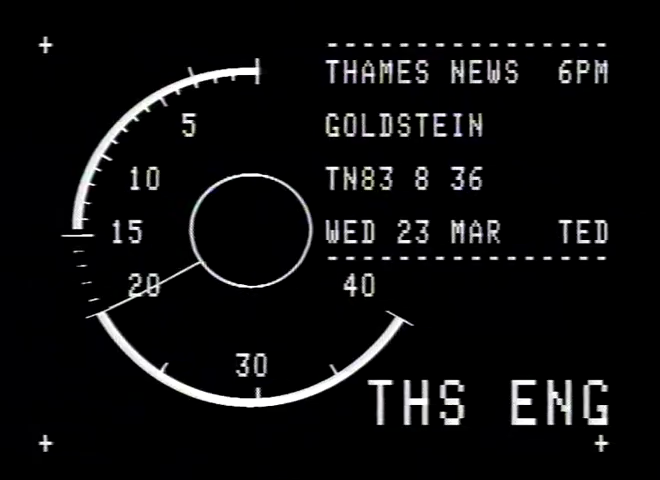 THAMES NEWS 6PM
GOLDSTEIN
TN83 8 36
WED 23 MAR TED
5
10
15
20
40
30
THS ENG